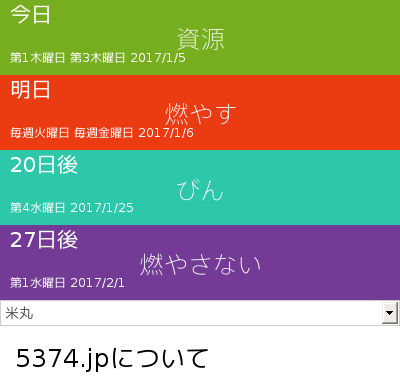 今日
資源
第1木曜日 第3木曜日 2017/1/5
明日
燃やす
毎週火曜日 毎週金曜日 2017/1/6
20日後
びん
第4水曜日 2017/1/25
27日後
燃やさない
第1水曜日 2017/2/1
米丸
5374.jpについて